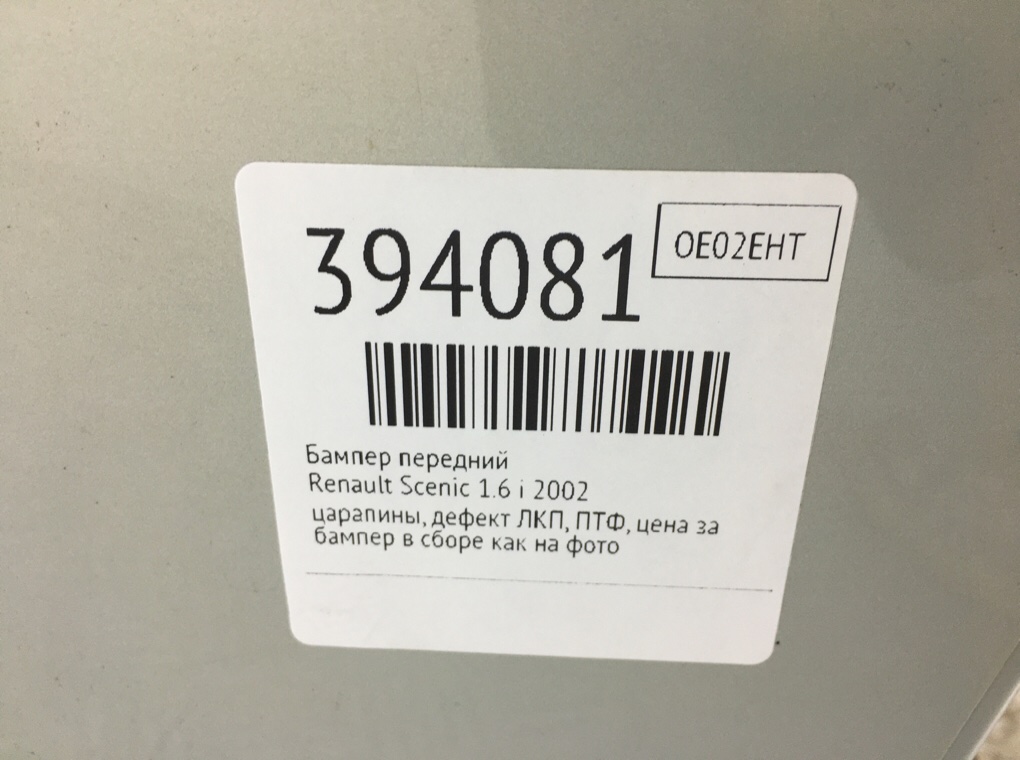 394081
OE02EHT
Бампер передний
Renault Scenic 1.6 i 2002
царапины, дефект ЛКП, ПТФ, цена за
бампер в сборе как на фото